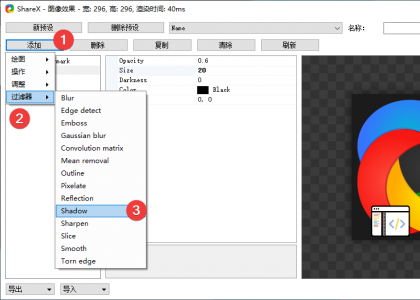 ShareX - 图像效果 - 宽: 296, 高: 296, 渲染时间: 40ms
新预设
删除预设
Name
名称:
1
添加
删除
复制
清除
刷新
绘图
mark
操作
调整
过滤器
2
Opacity 0.6
Size 20
Darkness 0
Color Black
0, 0
Blur
Edge detect
Emboss
Gaussian blur
Convolution matrix
Mean removal
Outline
Pixelate
Reflection
Shadow
3
Sharpen
Slice
Smooth
Torn edge
导出
导入